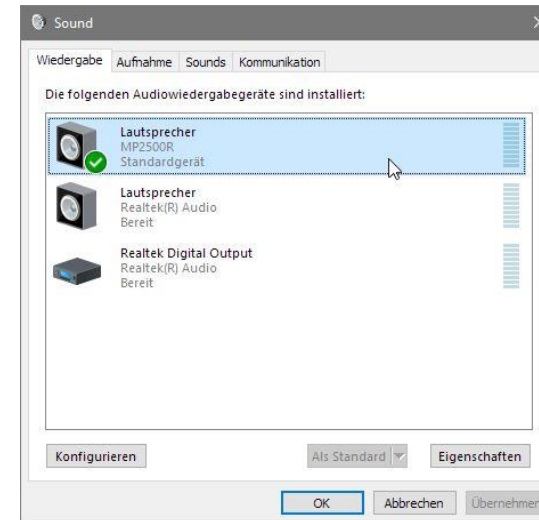 Sound
Wiedergabe Aufnahme Sounds Kommunikation
Die folgenden Audiowiedergabegeräte sind installiert:
Lautsprecher
MP2500R
Standardgerät
Lautsprecher
Realtek(R) Audio
Bereit
Realtek Digital Output
Realtek(R) Audio
Bereit
Konfigurieren Als Standard Eigenschaften
OK Abbrechen Übernehmen